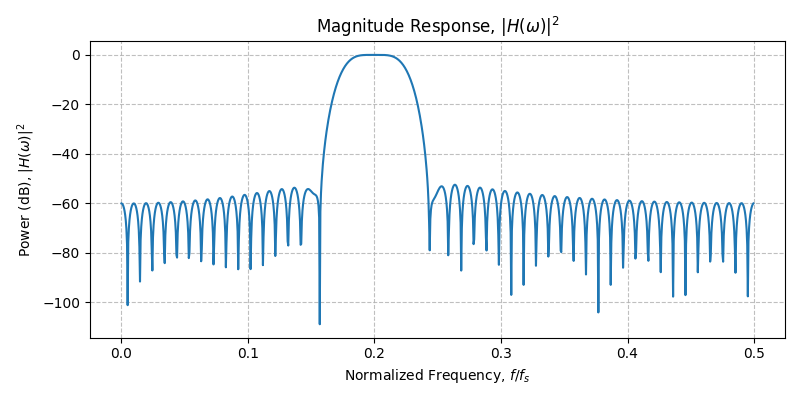 Magnitude Response, $|H(\omega)|^2$
Power (dB), $|H(\omega)|^2$
0
−20
−40
−60
−80
−100
0.0 0.1 0.2 0.3 0.4 0.5
Normalized Frequency, $f/f_s$